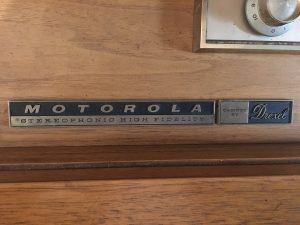 MOTOROLA
STEREOPHONIC HIGH FIDELITY
Drexel